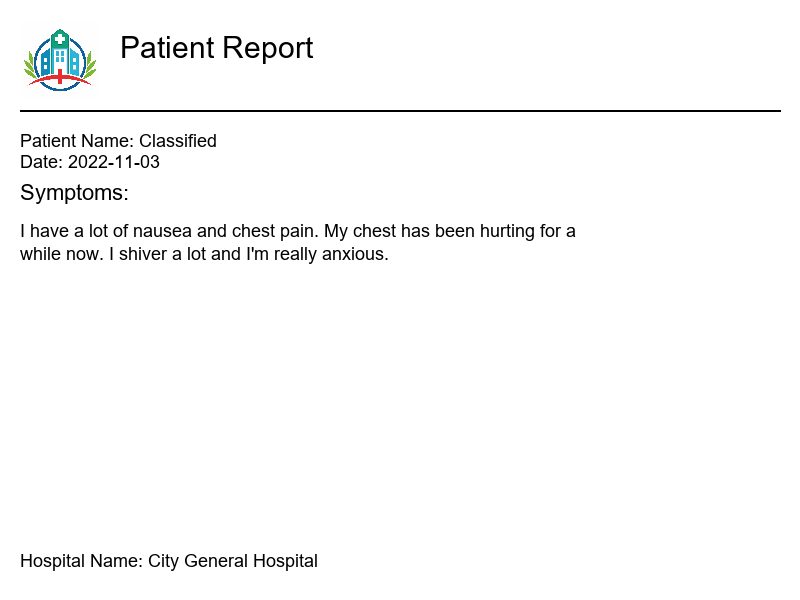 Patient Report
Patient Name: Classified
Date: 2022-11-03
Symptoms:
I have a lot of nausea and chest pain. My chest has been hurting for a
while now. I shiver a lot and I'm really anxious.
Hospital Name: City General Hospital